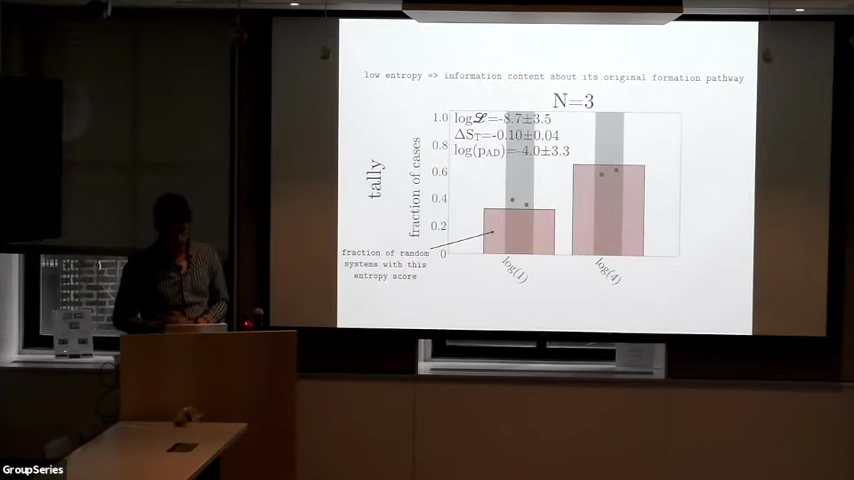 low entropy => information content about its original formation pathway
N=3
logℒ=-8.7±3.5
ΔS_T=-0.10±0.04
log(p_AD)=-4.0±3.3
tally
fraction of cases
1.0
0.8
0.6
0.4
0.2
0
fraction of random
systems with this
entropy score
log(1)
log(4)
GroupSeries